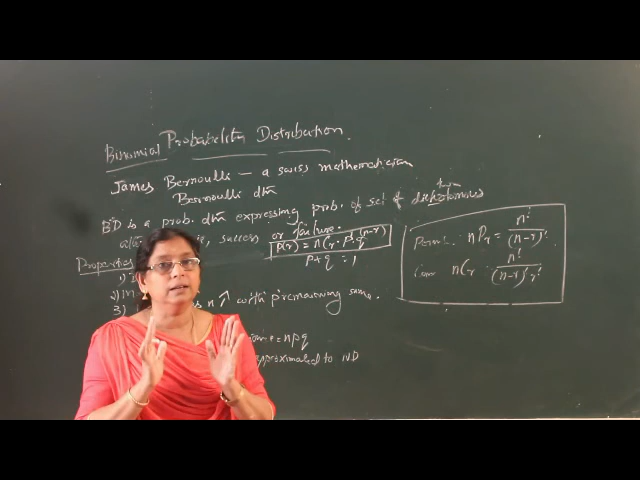 Binomial Probability Distribution.
James Bernoulli – a swiss mathematician
Bernoulli dtn
BD is a prob. dtn expressing prob. of set of dichotomous
success or failure.
P(r) = nCr · p^r q^(n-r)
p+q = 1
Properties
1)
2)
3) n ↑ with p remaining same.
= npq
approximated to ND
Perm: nPr = n!/(n-r)!
Com nCr = n!/(n-r)! r!